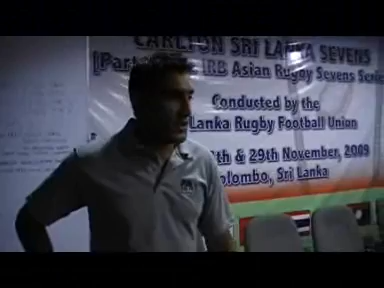 CARLTON SRI LANKA SEVENS
[Part IRB Asian Rugby Sevens Series
Conducted by the
Lanka Rugby Football Union
th & 29th November, 2009
olombo, Sri Lanka